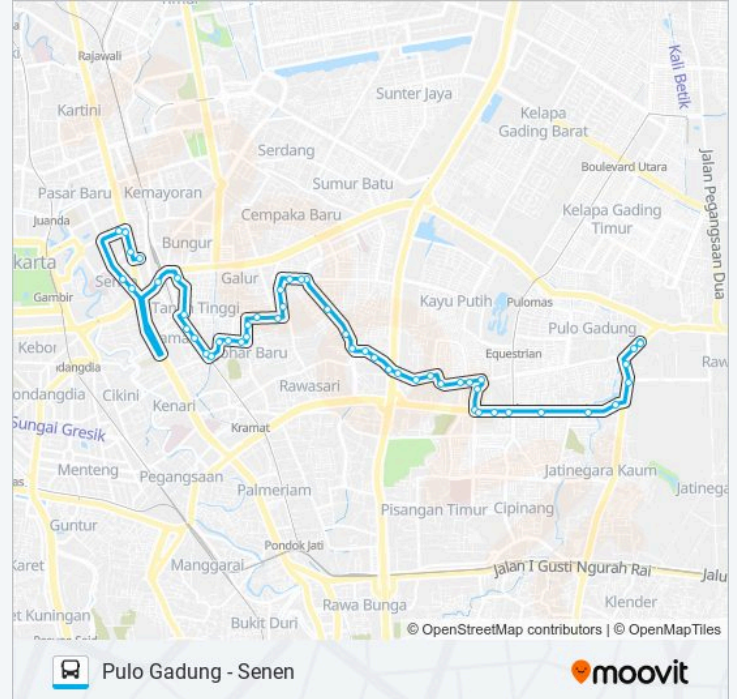 Rajawali
Kali Betik
Sunter Jaya
Kartini
Kelapa
Gading Barat
Serdang
Boulevard Utara
Jalan Pegangsaan Dua
Sumur Batu
Pasar Baru
Kemayoran
Kelapa Gading
Timur
Juanda
Cempaka Baru
Bungur
karta
Galur
Gambir
Kayu Putih
Pulomas
Tinggi
Pulo Gadung
Kebor
Equestrian
ohar Baru
Raw
ondangdia
Cikini
Rawasari
Kenari
Sungai Gresik
Kramat
Menteng
Pegangsaan
Jatinegara Kaum
Palmeriam
Jatinega
Pisangan Timur
Cipinang
Guntur
Pondok Jati
Manggarai
Jalan I Gusti Ngurah Rai
Jalu
Karet
Rawa Bunga
Klender
et Kuningan
Bukit Duri
© OpenStreetMap contributors | © OpenMapTiles
Pulo Gadung - Senen
moovit